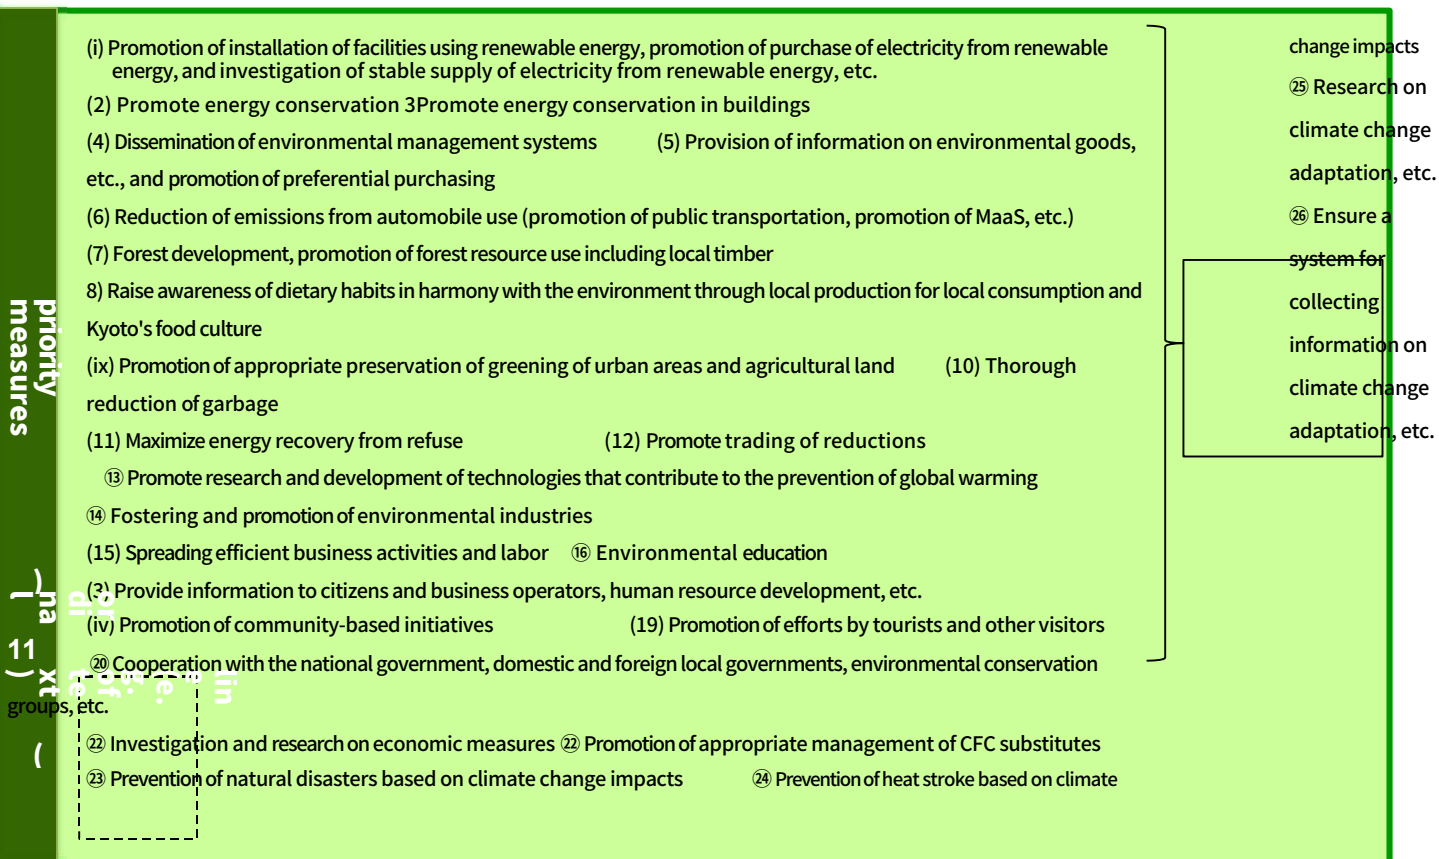 (i) Promotion of installation of facilities using renewable energy, promotion of purchase of electricity from renewable
energy, and investigation of stable supply of electricity from renewable energy, etc.
(2) Promote energy conservation 3Promote energy conservation in buildings
(4) Dissemination of environmental management systems (5) Provision of information on environmental goods,
etc., and promotion of preferential purchasing
(6) Reduction of emissions from automobile use (promotion of public transportation, promotion of MaaS, etc.)
(7) Forest development, promotion of forest resource use including local timber
8) Raise awareness of dietary habits in harmony with the environment through local production for local consumption and
Kyoto's food culture
(ix) Promotion of appropriate preservation of greening of urban areas and agricultural land (10) Thorough
reduction of garbage
(11) Maximize energy recovery from refuse (12) Promote trading of reductions
⑬ Promote research and development of technologies that contribute to the prevention of global warming
⑭ Fostering and promotion of environmental industries
(15) Spreading efficient business activities and labor ⑯ Environmental education
(3) Provide information to citizens and business operators, human resource development, etc.
(iv) Promotion of community-based initiatives (19) Promotion of efforts by tourists and other visitors
⑳ Cooperation with the national government, domestic and foreign local governments, environmental conservation
groups, etc.
㉒ Investigation and research on economic measures ㉒ Promotion of appropriate management of CFC substitutes
㉓ Prevention of natural disasters based on climate change impacts ㉔ Prevention of heat stroke based on climate
change impacts
㉕ Research on
climate change
adaptation, etc.
㉖ Ensure a
system for
collecting
information on
climate change
adaptation, etc.
priority
measures
11